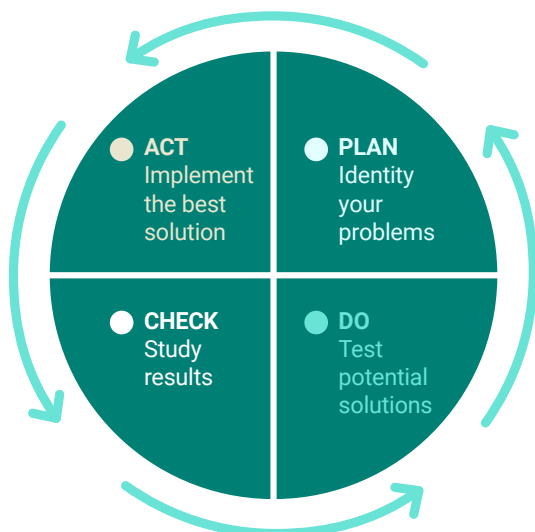 ACT
Implement
the best
solution
PLAN
Identity
your
problems
CHECK
Study
results
DO
Test
potential
solutions